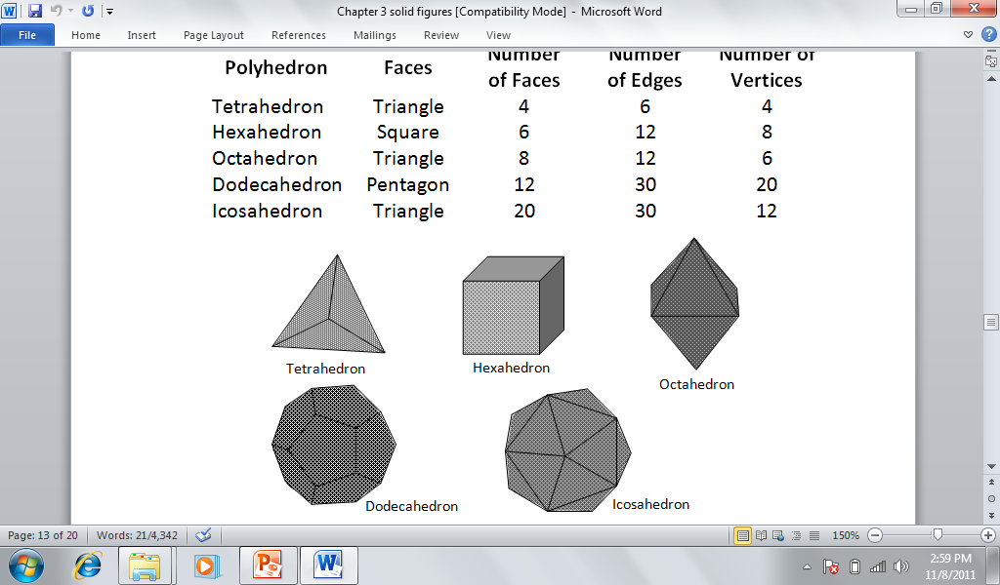 Chapter 3 solid figures [Compatibility Mode] - Microsoft Word
File Home Insert Page Layout References Mailings Review View
Number Number Number of
Polyhedron Faces of Faces of Edges Vertices
Tetrahedron Triangle 4 6 4
Hexahedron Square 6 12 8
Octahedron Triangle 8 12 6
Dodecahedron Pentagon 12 30 20
Icosahedron Triangle 20 30 12
Tetrahedron
Hexahedron
Octahedron
Dodecahedron
Icosahedron
Page: 13 of 20 Words: 21/4,342 150%
2:59 PM
11/8/2011